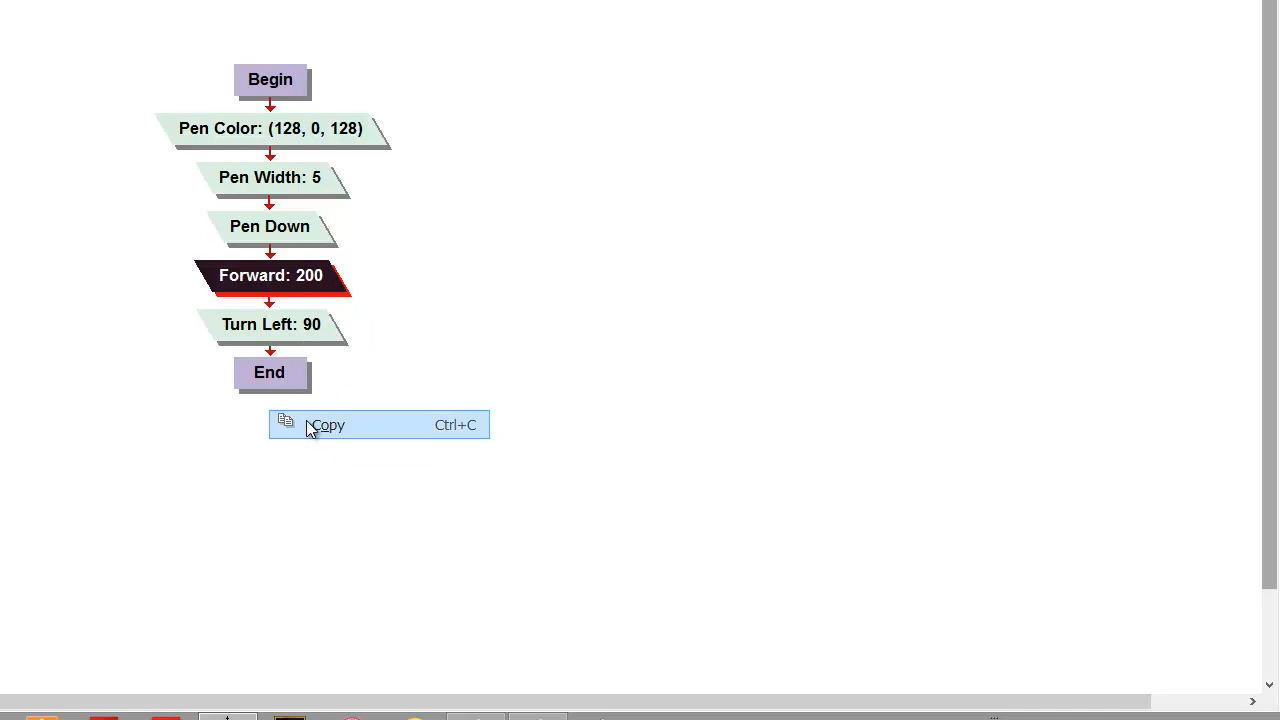 Begin
Pen Color: (128, 0, 128)
Pen Width: 5
Pen Down
Forward: 200
Turn Left: 90
End
Copy Ctrl+C